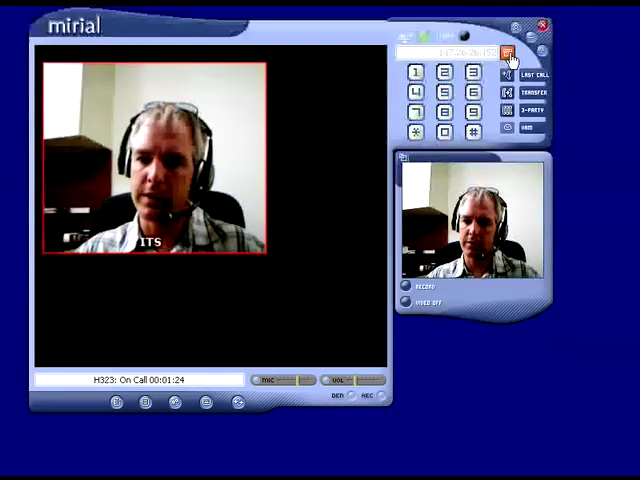 mirial
LAST CALL
1 2 3
4 5 6
TRANSFER
7 8 9
3-PARTY
* 0 #
ITS
RECORD
VIDEO OFF
H323: On Call 00:01:24
MIC
VOL
DEN
AEC